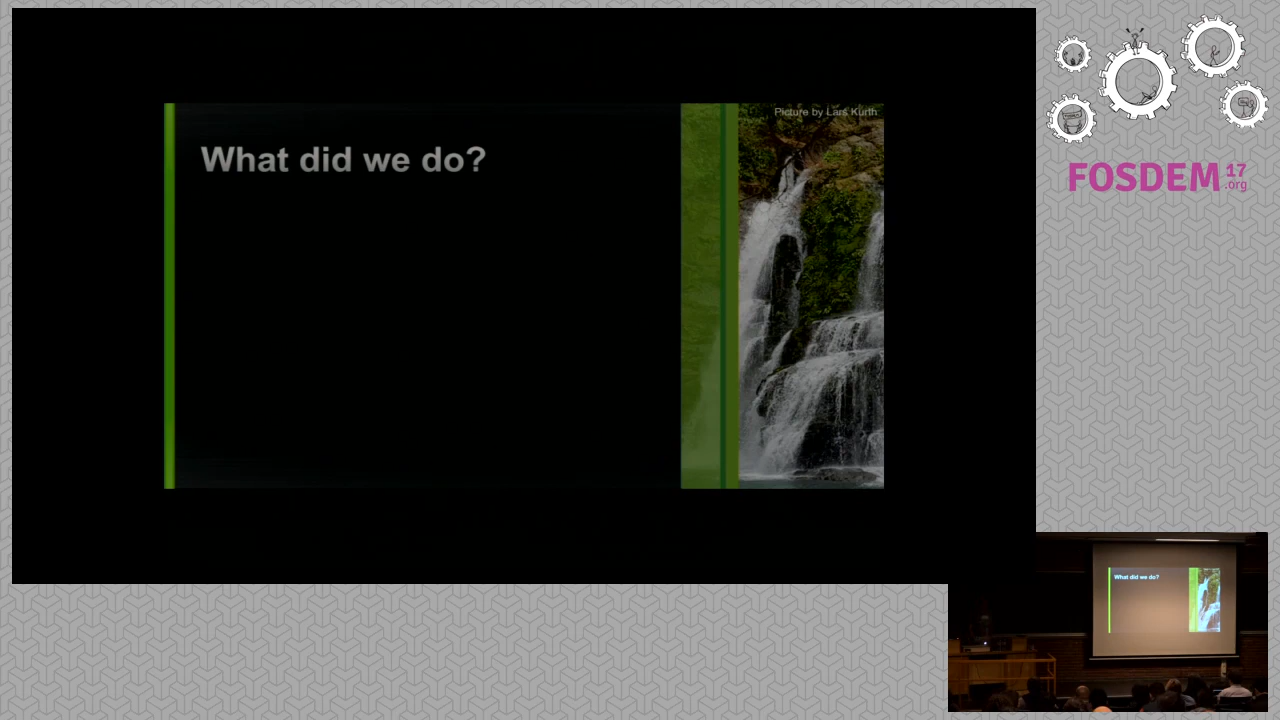 Picture by Lars Kurth
What did we do?
FOSDEM 17
.org
What did we do?